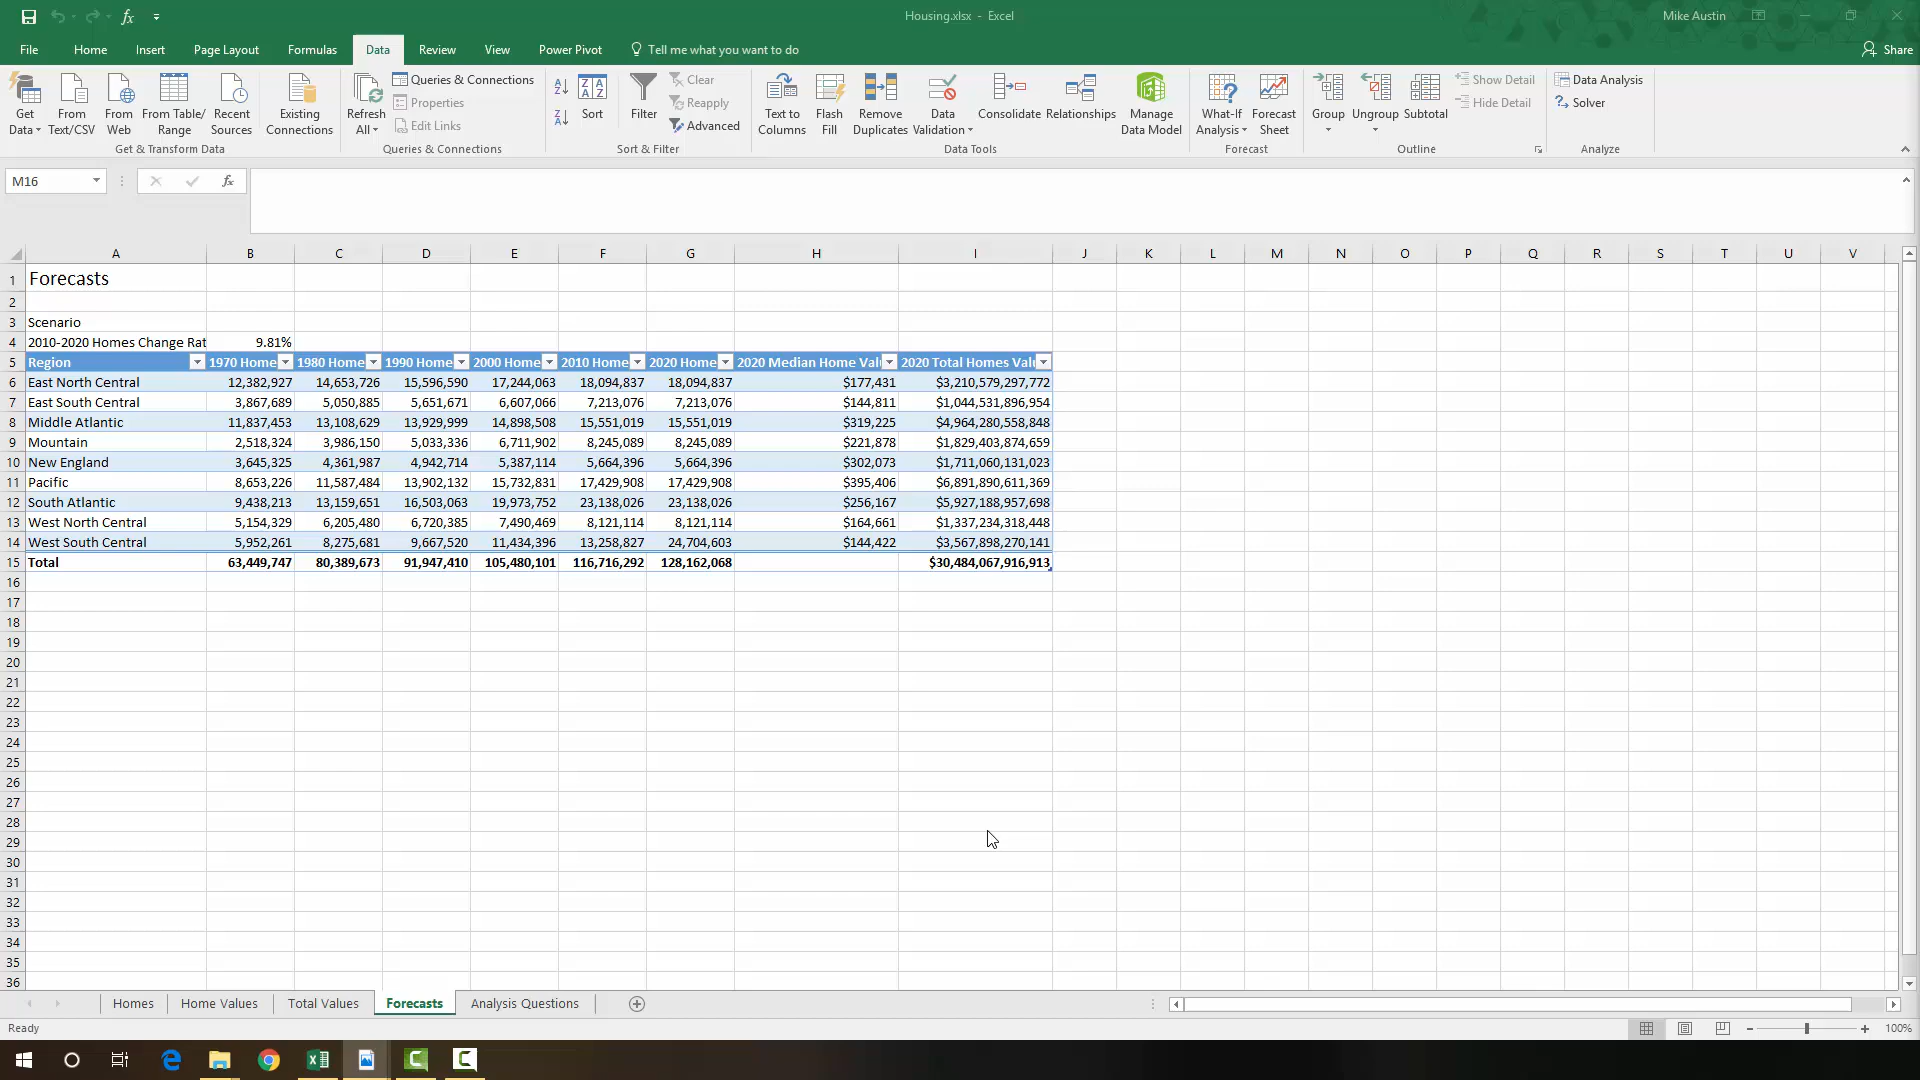 Housing.xlsx - Excel
Mike Austin
File Home Insert Page Layout Formulas Data Review View Power Pivot Tell me what you want to do Share
Get Data
From Text/CSV
From Web
From Table/ Range
Recent Sources
Existing Connections
Get & Transform Data
Refresh All
Queries & Connections
Properties
Edit Links
Queries & Connections
Sort
Filter
Clear
Reapply
Advanced
Sort & Filter
Text to Columns
Flash Fill
Remove Duplicates
Data Validation
Consolidate
Relationships
Manage Data Model
Data Tools
What-If Analysis
Forecast Sheet
Forecast
Group
Ungroup
Subtotal
Show Detail
Hide Detail
Outline
Data Analysis
Solver
Analyze
M16
fx
A B C D E F G H I J K L M N O P Q R S T U V
1 Forecasts
2
3 Scenario
4 2010-2020 Homes Change Rat 9.81%
5 Region 1970 Home 1980 Home 1990 Home 2000 Home 2010 Home 2020 Home 2020 Median Home Val 2020 Total Homes Val
6 East North Central 12,382,927 14,653,726 15,596,590 17,244,063 18,094,837 18,094,837 $177,431 $3,210,579,297,772
7 East South Central 3,867,689 5,050,885 5,651,671 6,607,066 7,213,076 7,213,076 $144,811 $1,044,531,896,954
8 Middle Atlantic 11,837,453 13,108,629 13,929,999 14,898,508 15,551,019 15,551,019 $319,225 $4,964,280,558,848
9 Mountain 2,518,324 3,986,150 5,033,336 6,711,902 8,245,089 8,245,089 $221,878 $1,829,403,874,659
10 New England 3,645,325 4,361,987 4,942,714 5,387,114 5,664,396 5,664,396 $302,073 $1,711,060,131,023
11 Pacific 8,653,226 11,587,484 13,902,132 15,732,831 17,429,908 17,429,908 $395,406 $6,891,890,611,369
12 South Atlantic 9,438,213 13,159,651 16,503,063 19,973,752 23,138,026 23,138,026 $256,167 $5,927,188,957,698
13 West North Central 5,154,329 6,205,480 6,720,385 7,490,469 8,121,114 8,121,114 $164,661 $1,337,234,318,448
14 West South Central 5,952,261 8,275,681 9,667,520 11,434,396 13,258,827 24,704,603 $144,422 $3,567,898,270,141
15 Total 63,449,747 80,389,673 91,947,410 105,480,101 116,716,292 128,162,068 $30,484,067,916,913
16
17
18
19
20
21
22
23
24
25
26
27
28
29
30
31
32
33
34
35
36
Homes Home Values Total Values Forecasts Analysis Questions
Ready
100%